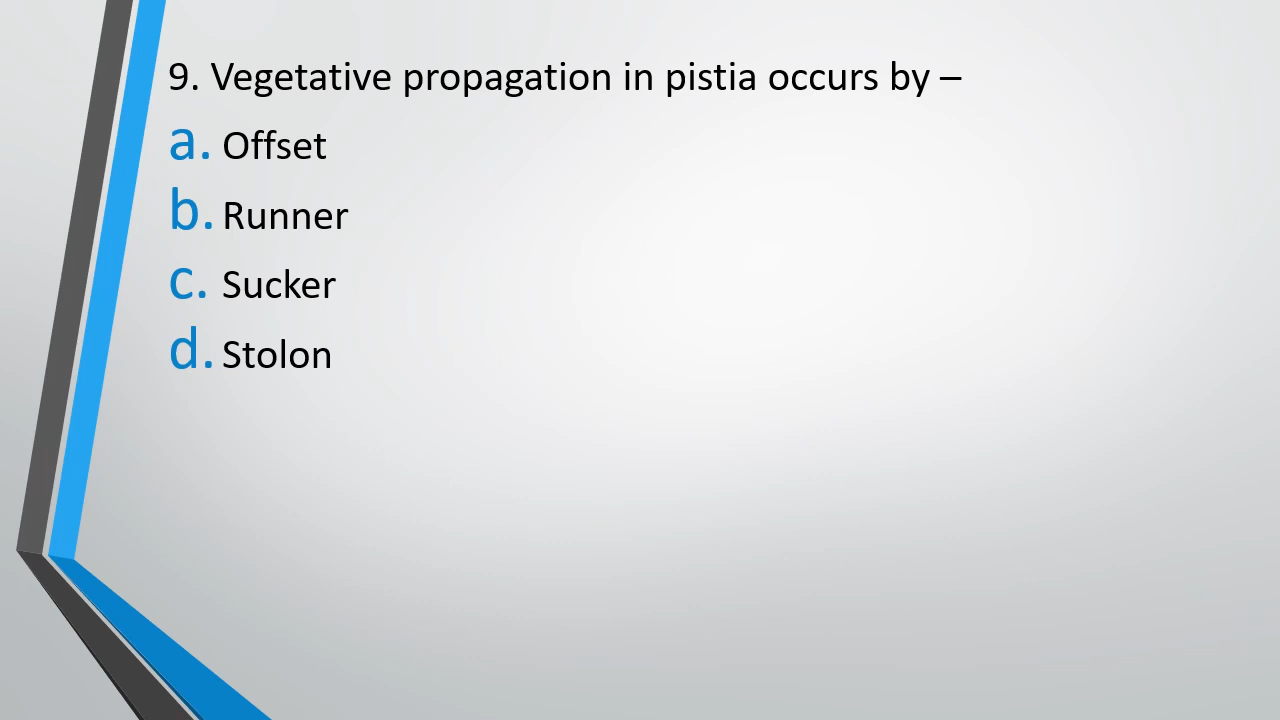 9. Vegetative propagation in pistia occurs by –
a. Offset
b. Runner
c. Sucker
d. Stolon